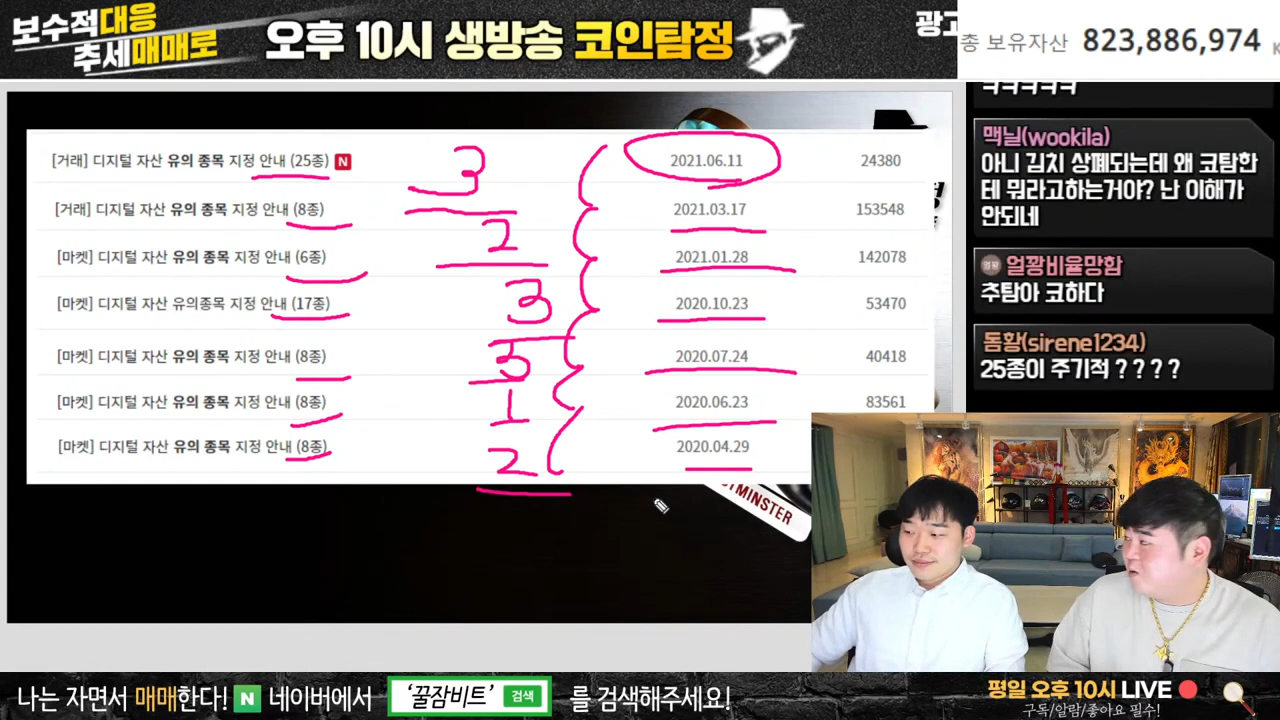 보수적대응
추세매매로
오후 10시 생방송 코인탐정
광고
총 보유자산 823,886,974
[거래] 디지털 자산 유의 종목 지정 안내 (25종) N 2021.06.11 24380
[거래] 디지털 자산 유의 종목 지정 안내 (8종) 2021.03.17 153548
[마켓] 디지털 자산 유의 종목 지정 안내 (6종) 2021.01.28 142078
[마켓] 디지털 자산 유의종목 지정 안내 (17종) 2020.10.23 53470
[마켓] 디지털 자산 유의 종목 지정 안내 (8종) 2020.07.24 40418
[마켓] 디지털 자산 유의 종목 지정 안내 (8종) 2020.06.23 83561
[마켓] 디지털 자산 유의 종목 지정 안내 (8종) 2020.04.29
3
2
3
3
1
2
맥닐(wookila)
아니 김치 상폐되는데 왜 코탐한
테 뭐라고하는거야? 난 이해가
안되네
얼꽝비율망함
추탐아 코하다
돔황(sirene1234)
25종이 주기적 ????
나는 자면서 매매한다! N 네이버에서 '꿀잠비트' 검색 를 검색해주세요!
평일 오후 10시 LIVE
구독/알람/좋아요 필수!